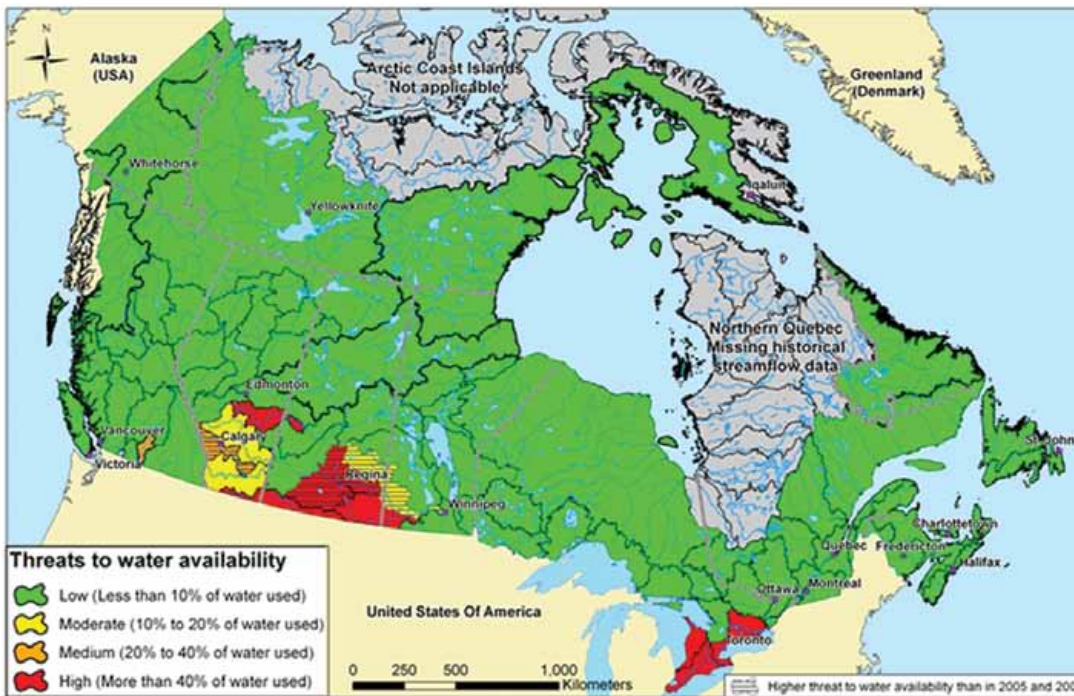 N
Alaska
(USA)
Arctic Coast Islands
Not applicable
Greenland
(Denmark)
Whitehorse
Yellowknife
Iqaluit
Northern Quebec
Missing historical
streamflow data
Edmonton
Vancouver
Calgary
Victoria
Regina
Winnipeg
St. John
Charlottetown
Québec
Fredericton
Halifax
Ottawa
Montreal
Toronto
Threats to water availability
Low (Less than 10% of water used)
Moderate (10% to 20% of water used)
Medium (20% to 40% of water used)
High (More than 40% of water used)
United States Of America
0 250 500 1,000
Kilometers
Higher threat to water availability than in 2005 and 200